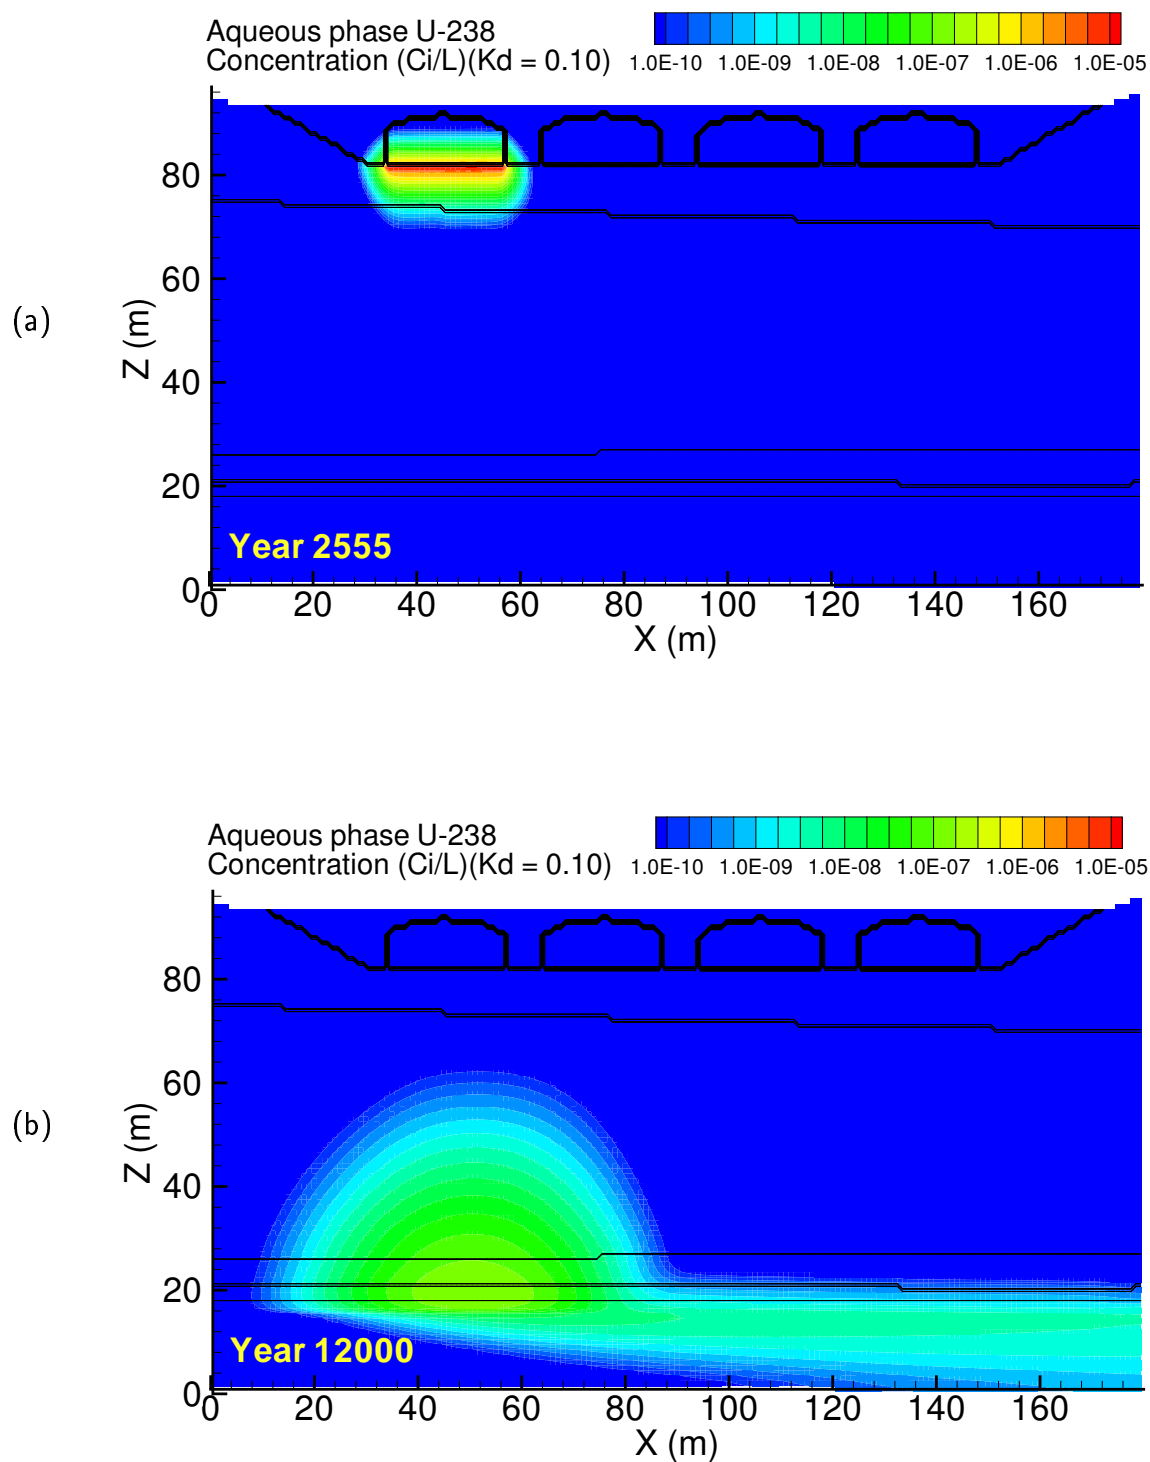 Aqueous phase U-238
Concentration (Ci/L)(Kd = 0.10)
1.0E-10 1.0E-09 1.0E-08 1.0E-07 1.0E-06 1.0E-05
80
60
(a)
Z (m)
40
20
Year 2555
0
0 20 40 60 80 100 120 140 160
X (m)
Aqueous phase U-238
Concentration (Ci/L)(Kd = 0.10)
1.0E-10 1.0E-09 1.0E-08 1.0E-07 1.0E-06 1.0E-05
80
60
(b)
Z (m)
40
20
Year 12000
0
0 20 40 60 80 100 120 140 160
X (m)